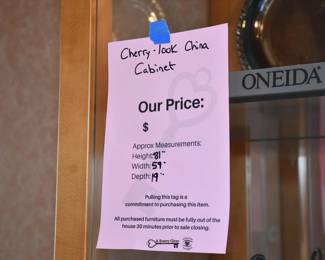 Cherry-look China
Cabinet
ONEIDA
Our Price:
$
Approx Measurements:
Height: 81"
Width: 59"
Depth: 19"
Pulling this tag is a
commitment to purchasing this item.
All purchased furniture must be fully out of the
house 30 minutes prior to sale closing.